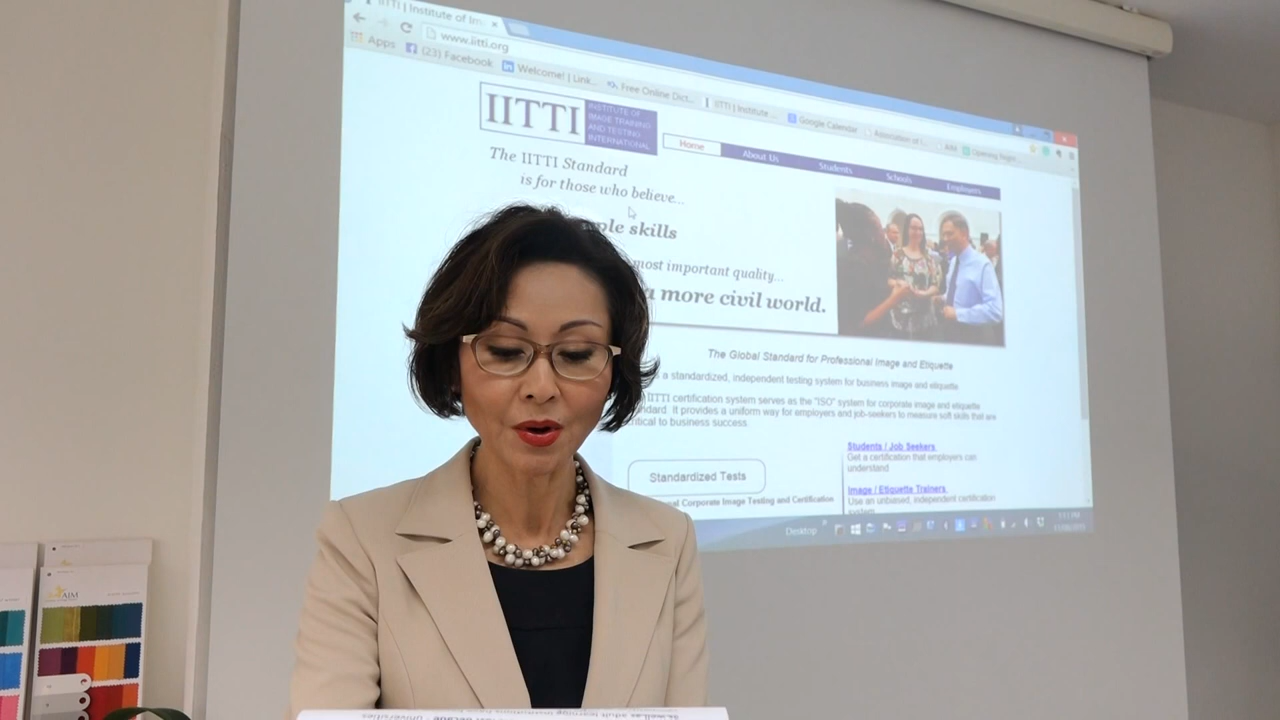 IITTI | Institute of Im
www.iitti.org
Apps
(23) Facebook
Welcome! | Link...
Free Online Dict...
IITTI | Institute ...
Google Calendar
Association of I...
AIM
IITTI
INSTITUTE OF
IMAGE TRAINING
AND TESTING
INTERNATIONAL
Home
About Us
Students
Schools
Employers
The IITTI Standard
is for those who believe...
ple skills
most important quality...
a more civil world.
The Global Standard for Professional Image and Etiquette
a standardized, independent testing system for business image and etiquette
IITTI certification system serves as the "ISO" system for corporate image and etiquette
ndard. It provides a uniform way for employers and job-seekers to measure soft skills that are
critical to business success
Standardized Tests
al Corporate Image Testing and Certification
Students / Job Seekers
Get a certification that employers can
understand
Image / Etiquette Trainers
Use an unbiased, independent certification
system
Desktop
AIM